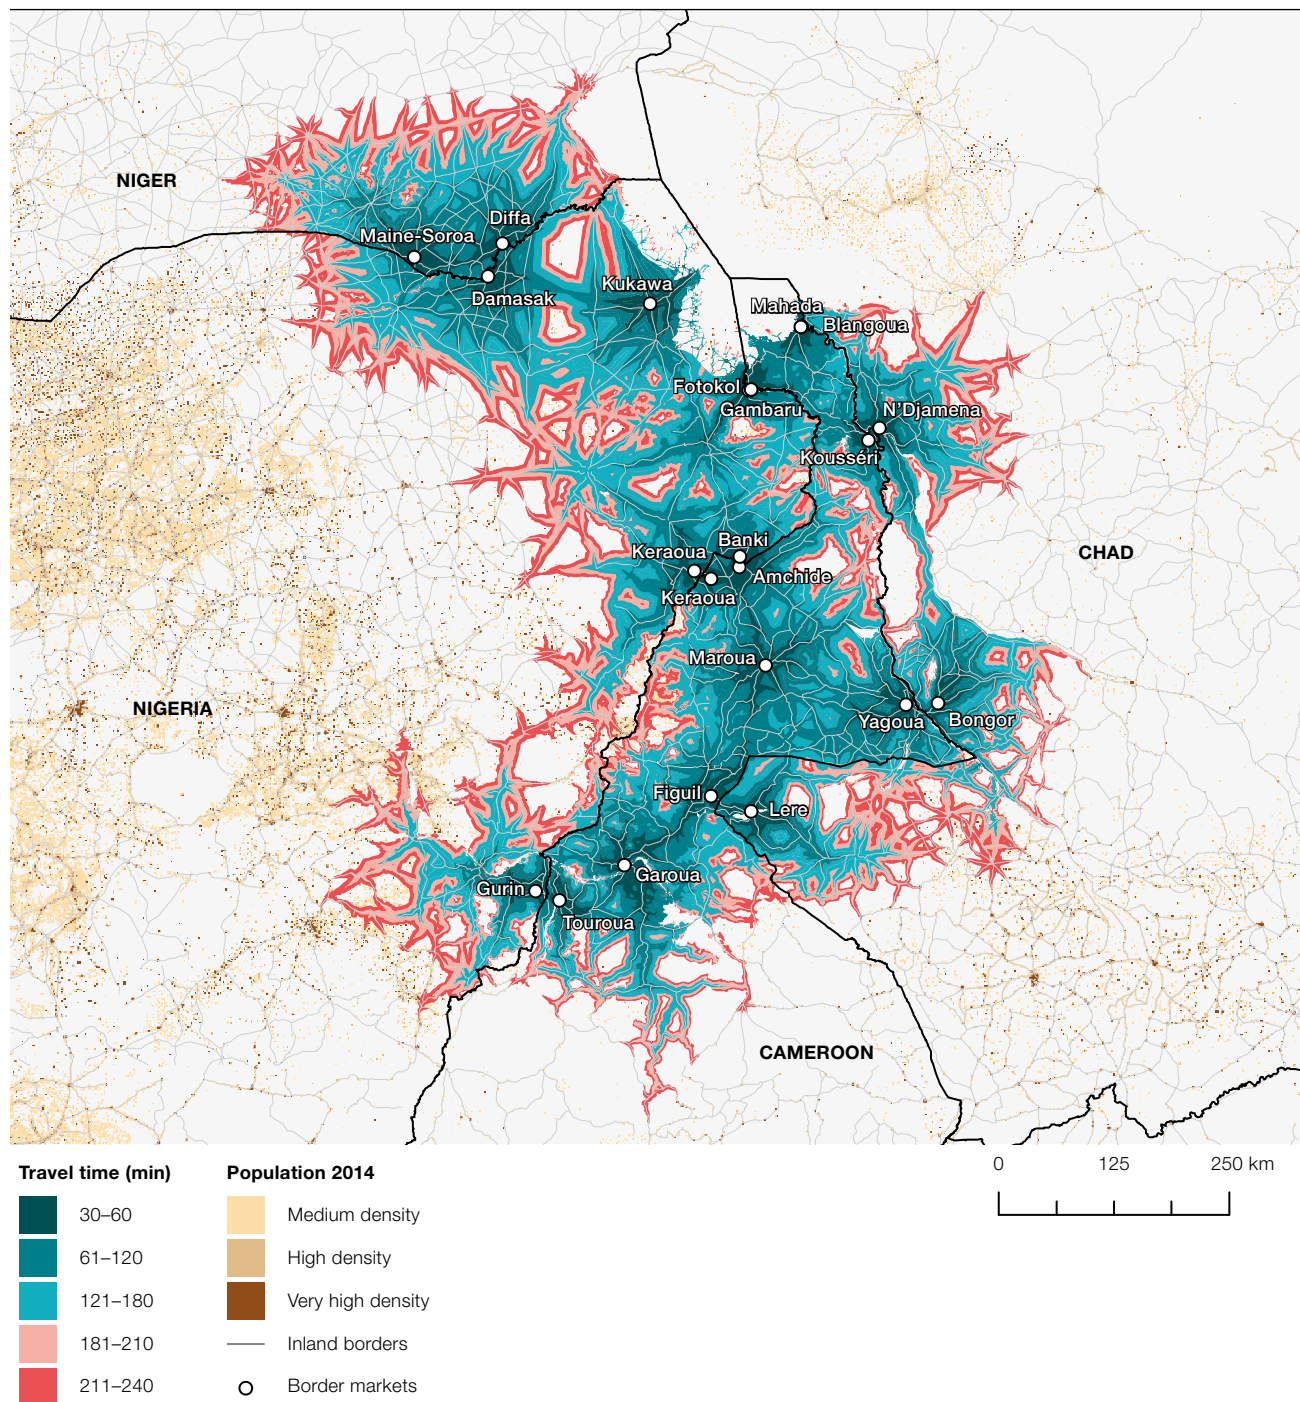 NIGER
Diffa
Maine-Soroa
Damasak
Kukawa
Mahada
Blangoua
Fotokol
Gambaru
N'Djamena
Kousséri
Banki
Keraoua
Amchide
Keraoua
CHAD
Maroua
NIGERIA
Yagoua
Bongor
Figuil
Lere
Garoua
Gurin
Touroua
CAMEROON
0 125 250 km
Travel time (min)
30–60
61–120
121–180
181–210
211–240
Population 2014
Medium density
High density
Very high density
Inland borders
Border markets